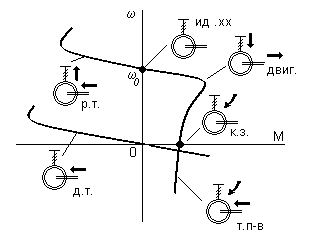 ω
ид .хх
двиг.
ω0
р.т.
к.з.
M
0
д.т.
т.п-в